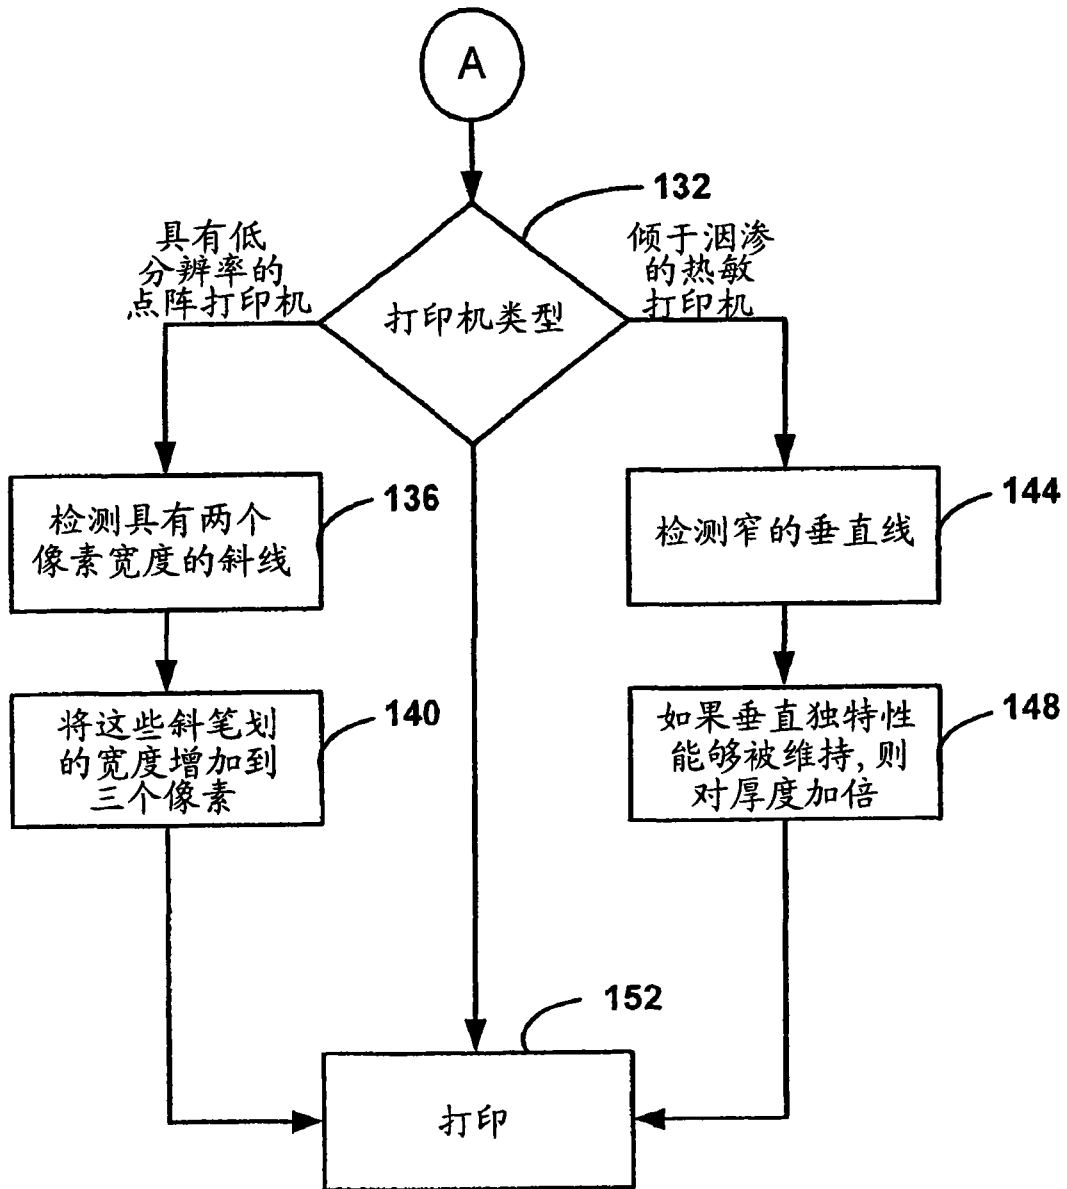 A
132
具有低
分辨率的
点阵打印机
倾于洇渗
的热敏
打印机
打印机类型
136
检测具有两个
像素宽度的斜线
144
检测窄的垂直线
140
将这些斜笔划
的宽度增加到
三个像素
148
如果垂直独特性
能够被维持,则
对厚度加倍
152
打印